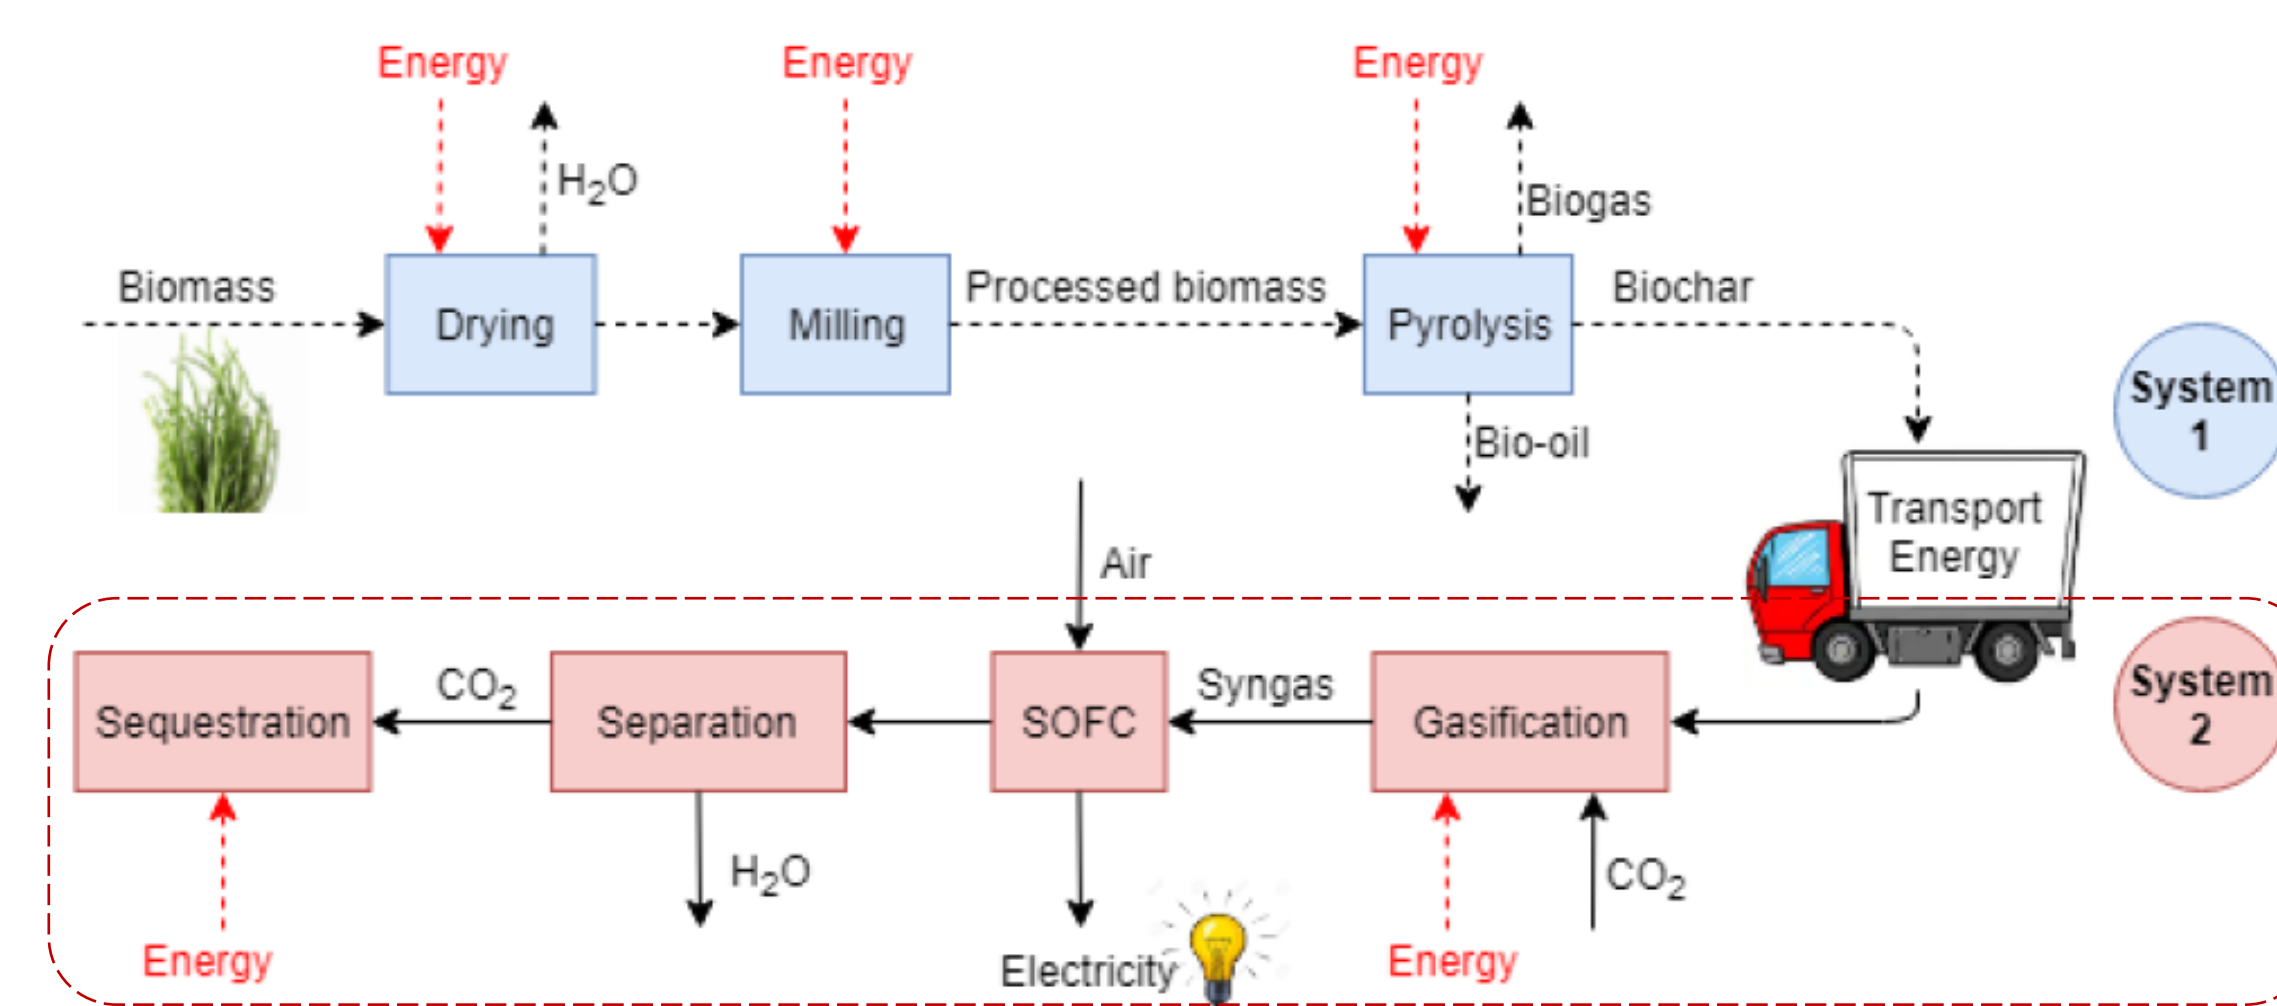 Energy
Energy
Energy
H₂O
Biogas
Biomass
Processed biomass
Biochar
Drying
Milling
Pyrolysis
System
1
Bio-oil
Transport
Energy
Air
System
2
CO₂
Syngas
Sequestration
Separation
SOFC
Gasification
H₂O
CO₂
Energy
Electricity
Energy